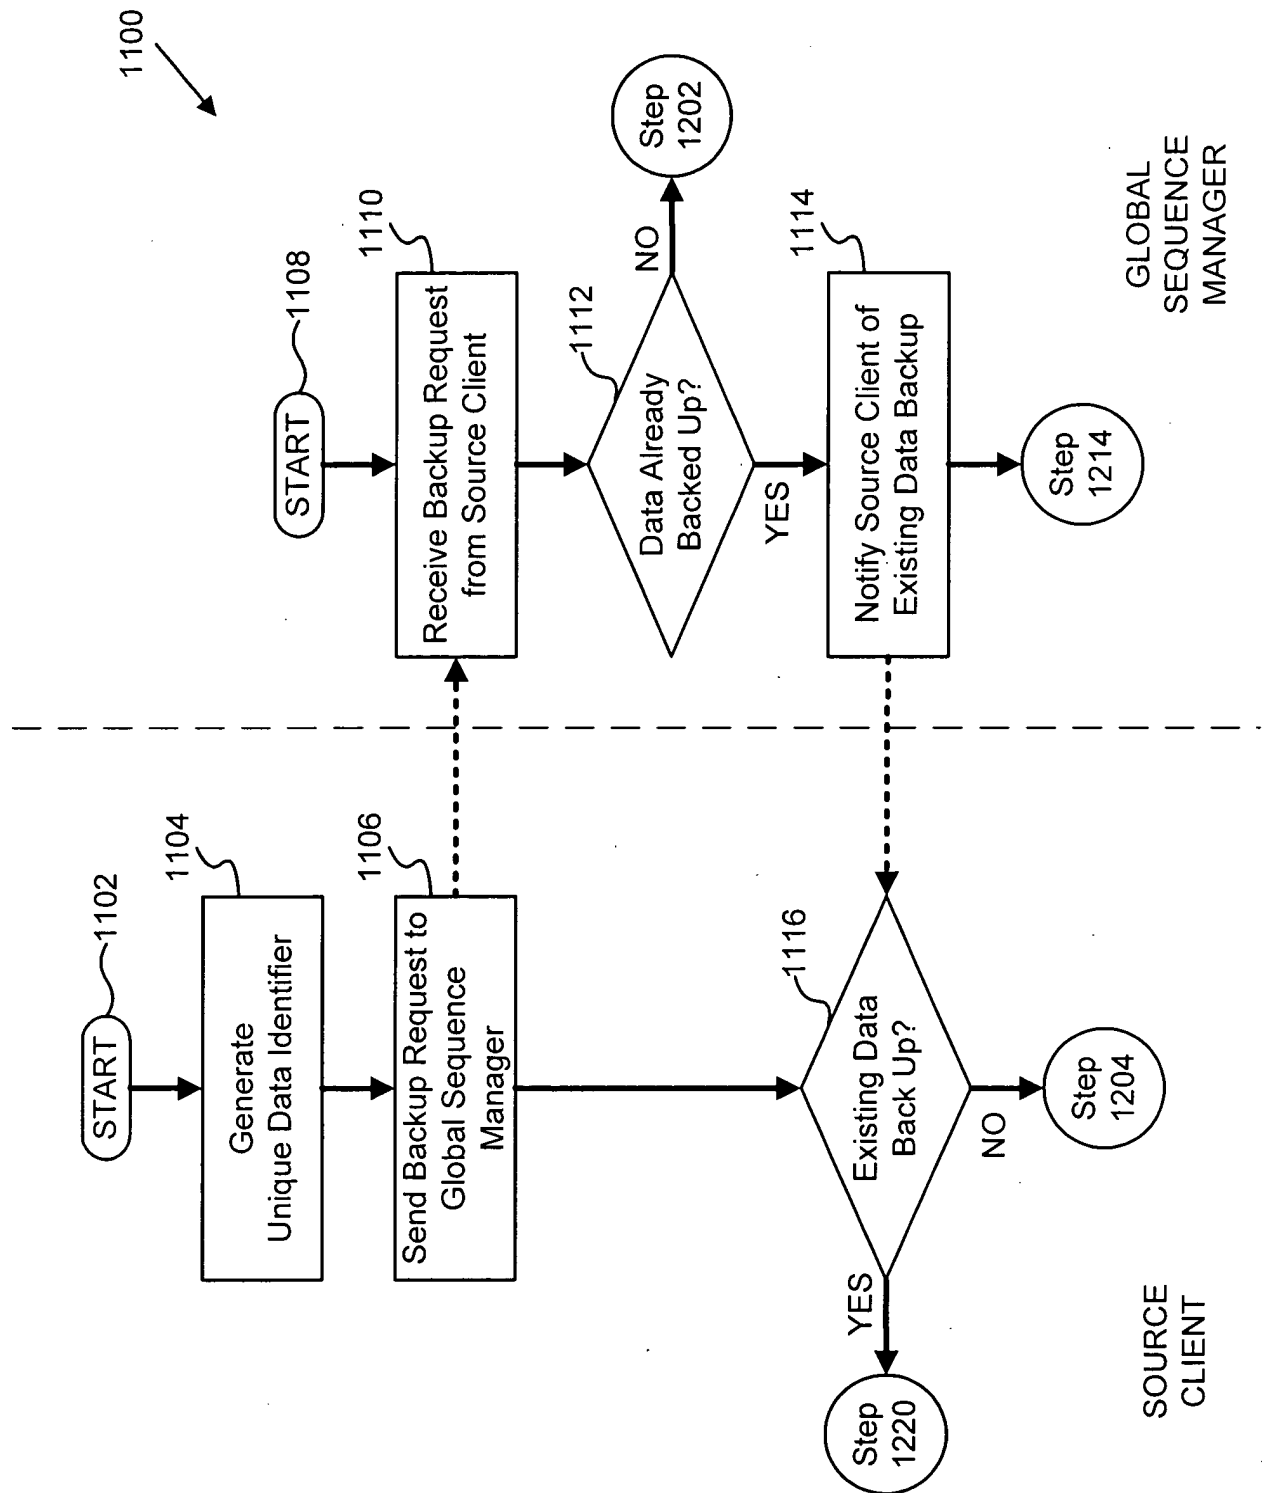 1100
START
1102
Generate
Unique Data Identifier
1104
Send Backup Request to
Global Sequence
Manager
1106
Existing Data
Back Up?
1116
YES
Step
1220
NO
Step
1204
SOURCE
CLIENT
START
1108
Receive Backup Request
from Source Client
1110
Data Already
Backed Up?
1112
NO
Step
1202
YES
Notify Source Client of
Existing Data Backup
1114
Step
1214
GLOBAL
SEQUENCE
MANAGER